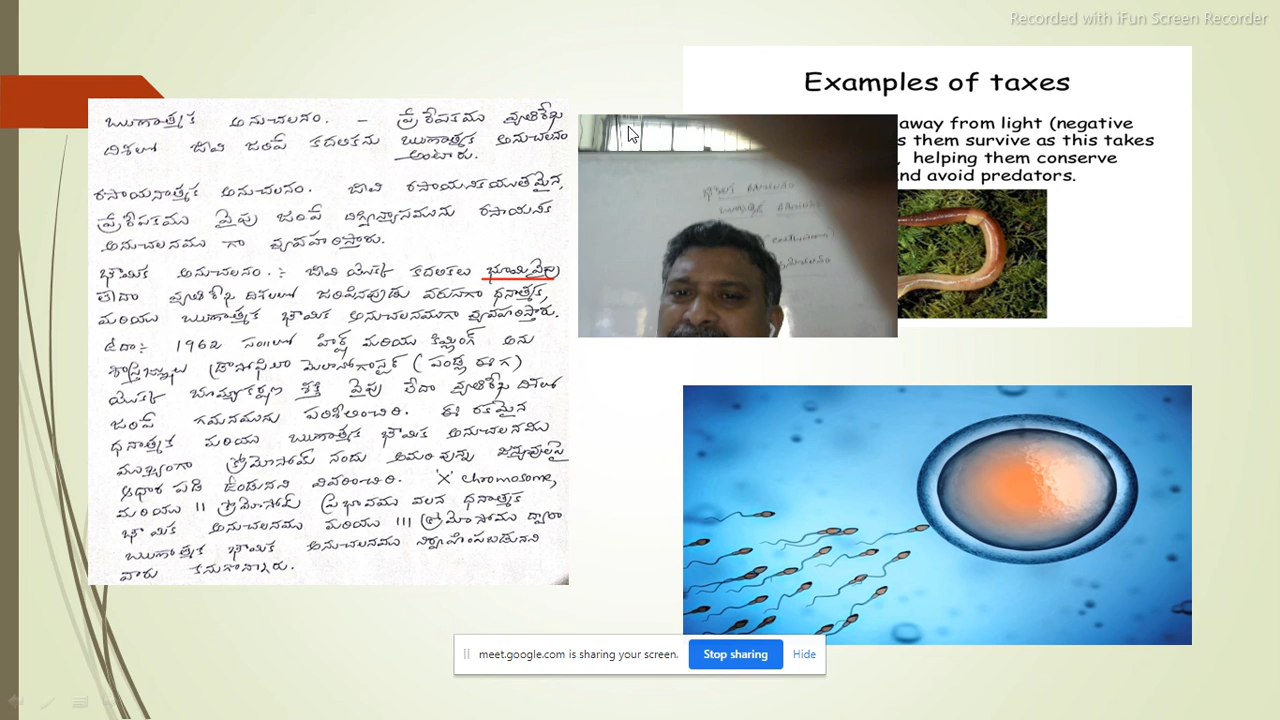 Recorded with iFun Screen Recorder
ఋణాత్మక అనుచలనం. - ప్రేరేపకము వ్యతిరేఖ
దిశలో జీవి జరిపే కదలికను ఋణాత్మక అనుచలనం
అంటారు.
రసాయనాత్మక అనుచలనం. జీవి రసాయనికయుతమైన,
ప్రేరేపకము వైపు జరిపే దిగ్విన్యాసమును రసాయనిక
అనుచలనము గా వ్యవహరిస్తారు.
భౌమిక అనుచలనం. :- జీవి యొక్క కదలికలు భూమివైపు
లేదా వ్యతిరేఖ దిశలలో జరిపినపుడు వరుసగా ధనాత్మక,
మరియు ఋణాత్మక భౌమిక అనుచలనముగా వ్యవహరిస్తారు.
ఉదా:- 1962 సం॥లో హిర్ష్ మరియు అను
శాస్త్రజ్ఞులు డ్రాసోఫిలా మెలనోగాస్టర్ (పండ్ల ఈగ)
యొక్క భూమ్యాకర్షణ శక్తి వైపు లేదా వ్యతిరేఖ దిశలో
జరిపే గమనమును పరిశీలించిరి. ఈ రకమైన
ధనాత్మక మరియు ఋణాత్మక భౌమిక అనుచలనము
ముఖ్యంగా క్రోమోసోమ్ నందు అమరి వున్న జన్యువులపై
ఆధార పడి ఉండునని వివరించిరి. 'X' chromosome,
మరియు II క్రోమోసోమ్ ప్రభావము వలన ధనాత్మక
భౌమిక అనుచలనము మరియు III క్రోమోసోము ద్వారా
ఋణాత్మక భౌమిక అనుచలనము నిర్వహింపబడునని
వారు కనుగొన్నారు.
Examples of taxes
away from light (negative
s them survive as this takes
, helping them conserve
nd avoid predators.
meet.google.com is sharing your screen.
Stop sharing
Hide